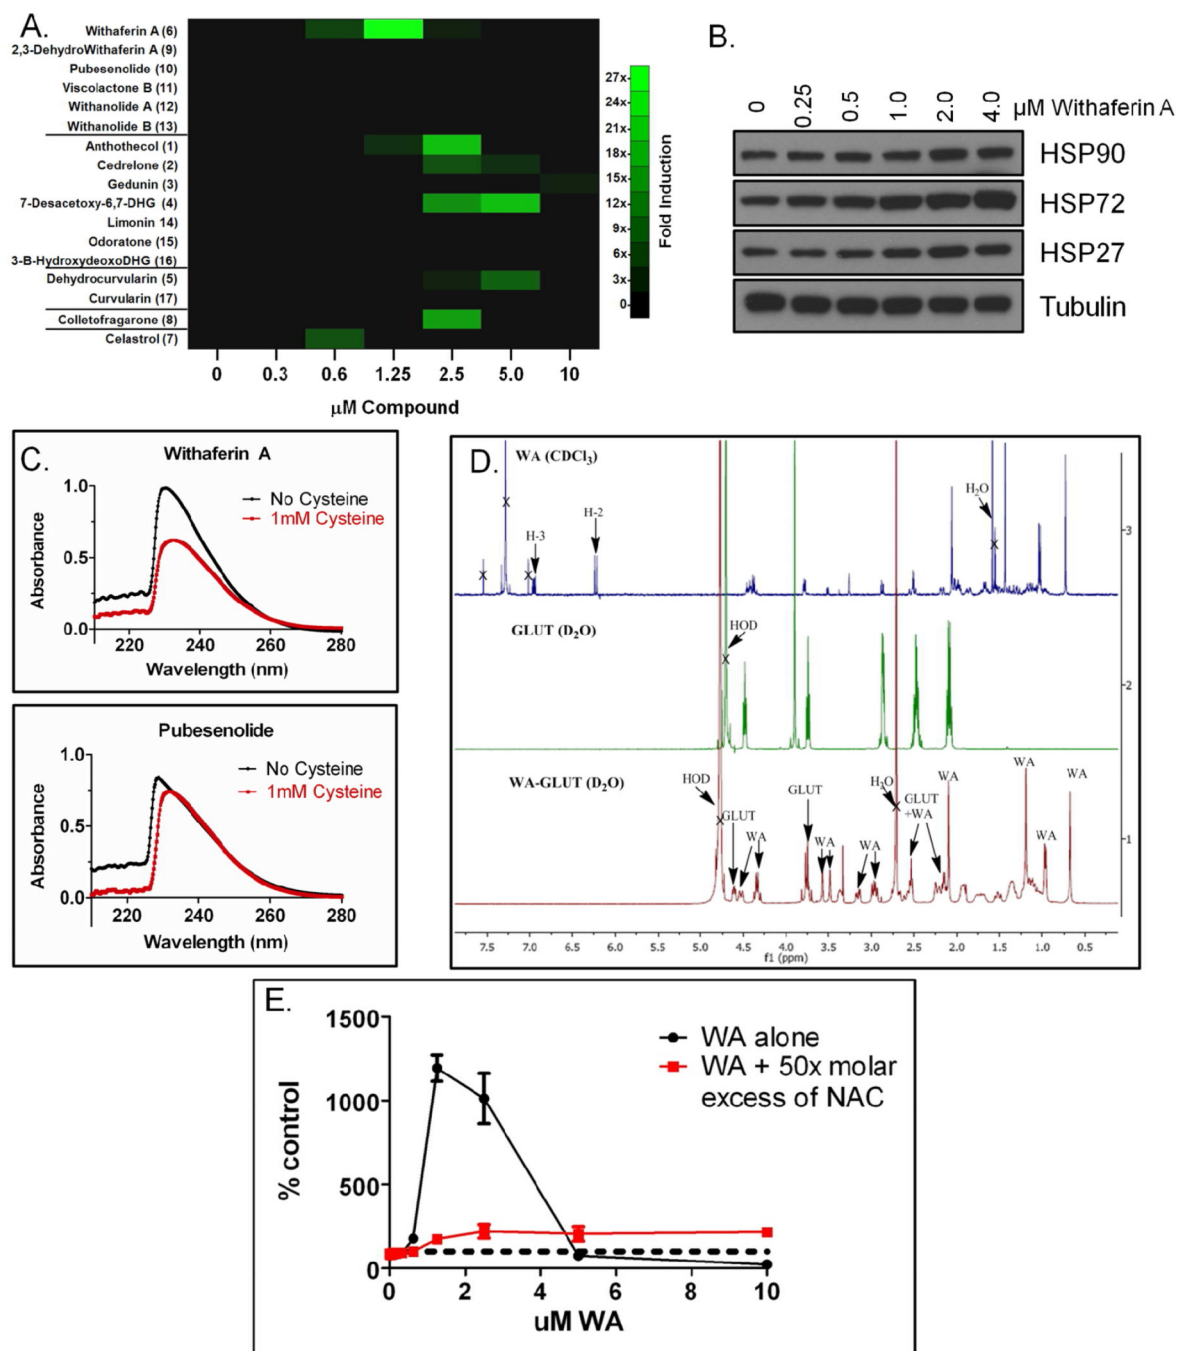 A.
Withaferin A (6)
2,3-DehydroWithaferin A (9)
Pubesenolide (10)
Viscolactone B (11)
Withanolide A (12)
Withanolide B (13)
Anthothecol (1)
Cedrelone (2)
Gedunin (3)
7-Desacetoxy-6,7-DHG (4)
Limonin 14)
Odoratone (15)
3-B-HydroxydeoxoDHG (16)
Dehydrocurvularin (5)
Curvularin (17)
Colletofragarone (8)
Celastrol (7)
0 0.3 0.6 1.25 2.5 5.0 10
μM Compound
27x
24x
21x
18x
15x
12x
9x
6x
3x
0
Fold Induction
B.
0 0.25 0.5 1.0 2.0 4.0 μM Withaferin A
HSP90
HSP72
HSP27
Tubulin
C.
Withaferin A
No Cysteine
1mM Cysteine
Absorbance
1.0
0.5
0.0
220 240 260 280
Wavelength (nm)
Pubesenolide
No Cysteine
1mM Cysteine
Absorbance
1.0
0.5
0.0
220 240 260 280
Wavelength (nm)
D.
WA (CDCl3)
H-3
H-2
H2O
X X X X
3
GLUT (D2O)
HOD
X
2
WA-GLUT (D2O)
HOD
X
GLUT
WA
GLUT
WA
WA
H2O
X
GLUT
+WA
WA
WA
WA
WA
1
7.5 7.0 6.5 6.0 5.5 5.0 4.5 4.0 3.5 3.0 2.5 2.0 1.5 1.0 0.5
f1 (ppm)
E.
WA alone
WA + 50x molar
excess of NAC
% control
1500
1000
500
0
0 2 4 6 8 10
uM WA